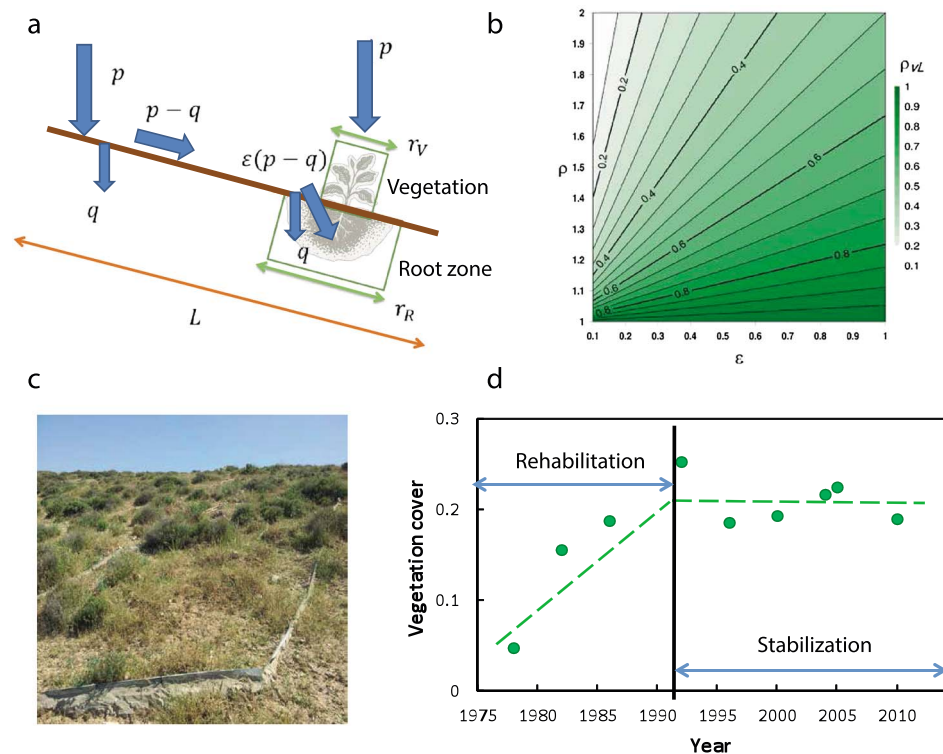 a
p
p
p − q
ε(p − q)
r_V
Vegetation
q
q
Root zone
L
r_R
b
2
1.9
1.8
1.7
1.6
1.5
1.4
1.3
1.2
1.1
1
ρ
0.2
0.4
0.2
0.6
0.4
0.4
0.6
0.8
0.6
0.8
0.8
0.1 0.2 0.3 0.4 0.5 0.6 0.7 0.8 0.9 1
ε
ρvL
1
0.9
0.8
0.7
0.6
0.5
0.4
0.3
0.2
0.1
c
d
0.3
0.2
0.1
0
Vegetation cover
Rehabilitation
Stabilization
1975 1980 1985 1990 1995 2000 2005 2010
Year